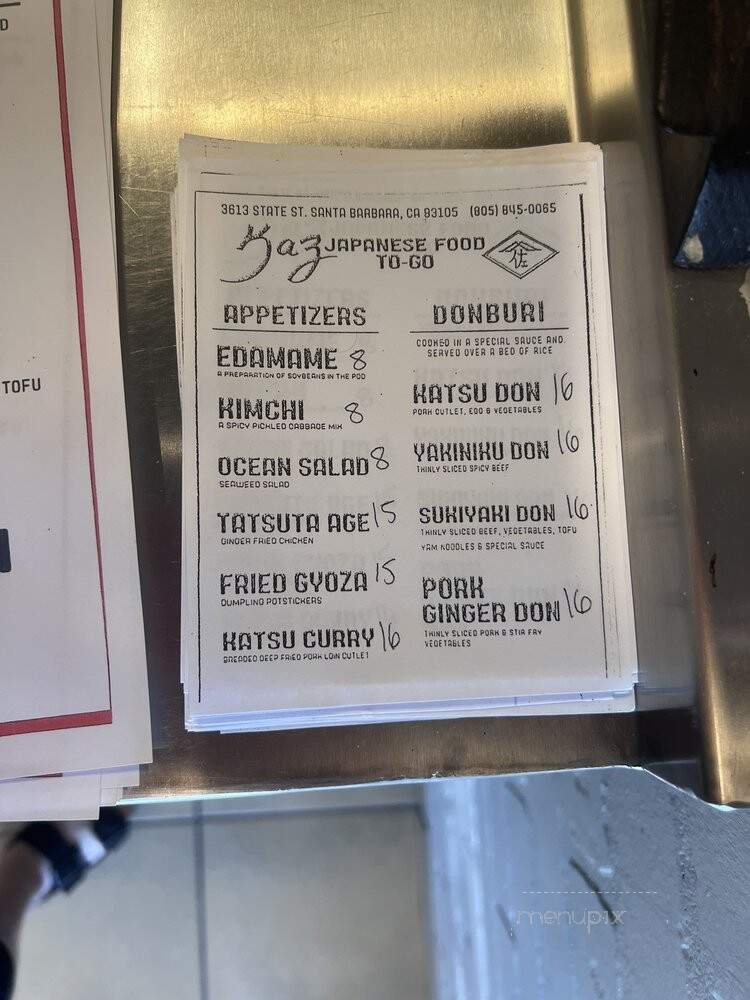 D
TOFU
3613 STATE ST. SANTA BARBARA, CA 93105 (805) 845-0065
Kaz JAPANESE FOOD
TO-GO
佐
APPETIZERS
EDAMAME 8
A PREPARATION OF SOYBEANS IN THE POD
KIMCHI 8
A SPICY PICKLED CABBAGE MIX
OCEAN SALAD 8
SEAWEED SALAD
TATSUTA AGE 15
GINGER FRIED CHICKEN
FRIED GYOZA 15
DUMPLING POTSTICKERS
KATSU CURRY 16
BREADED DEEP FRIED PORK LOIN CUTLET
DONBURI
COOKED IN A SPECIAL SAUCE AND
SERVED OVER A BED OF RICE
KATSU DON 16
PORK CUTLET, EGG & VEGETABLES
YAKINIKU DON 16
THINLY SLICED SPICY BEEF
SUKIYAKI DON 16
THINLY SLICED BEEF, VEGETABLES, TOFU
YAM NOODLES & SPECIAL SAUCE
PORK
GINGER DON 16
THINLY SLICED PORK & STIR FRY
VEGETABLES
menupix